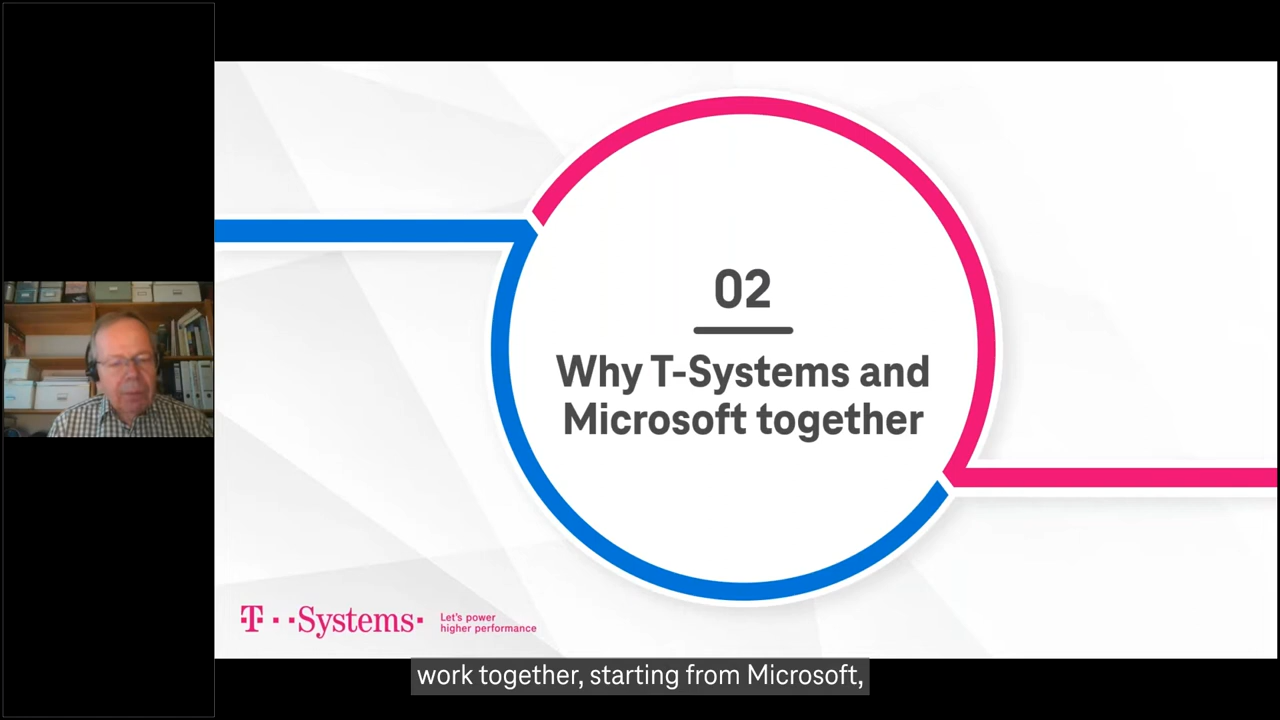 02
Why T-Systems and
Microsoft together
T··Systems·
Let's power
higher performance
work together, starting from Microsoft,